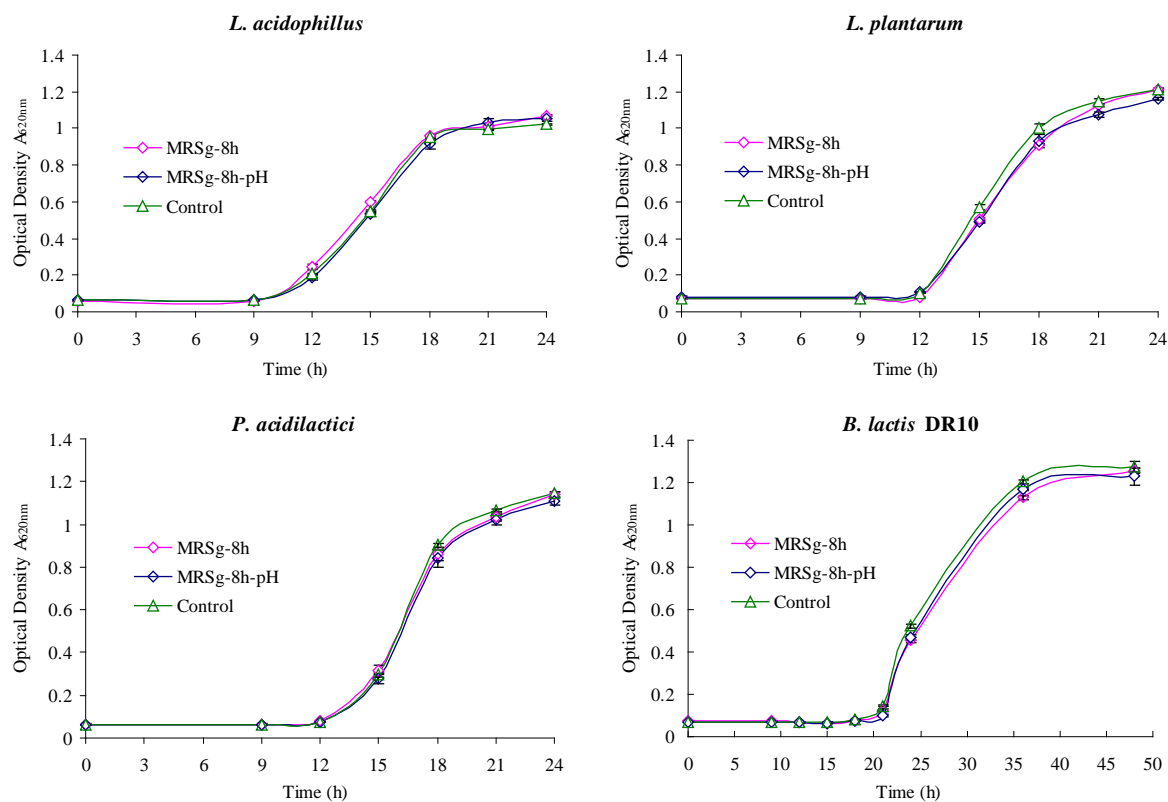 L. acidophillus
Optical Density A620nm
1.4
1.2
1
0.8
0.6
0.4
0.2
0
MRSg-8h
MRSg-8h-pH
Control
0 3 6 9 12 15 18 21 24
Time (h)
L. plantarum
Optical Density A620nm
1.4
1.2
1
0.8
0.6
0.4
0.2
0
MRSg-8h
MRSg-8h-pH
Control
0 3 6 9 12 15 18 21 24
Time (h)
P. acidilactici
Optical Density A620nm
1.4
1.2
1
0.8
0.6
0.4
0.2
0
MRSg-8h
MRSg-8h-pH
Control
0 3 6 9 12 15 18 21 24
Time (h)
B. lactis DR10
Optical Density A620nm
1.4
1.2
1
0.8
0.6
0.4
0.2
0
MRSg-8h
MRSg-8h-pH
Control
0 5 10 15 20 25 30 35 40 45 50
Time (h)